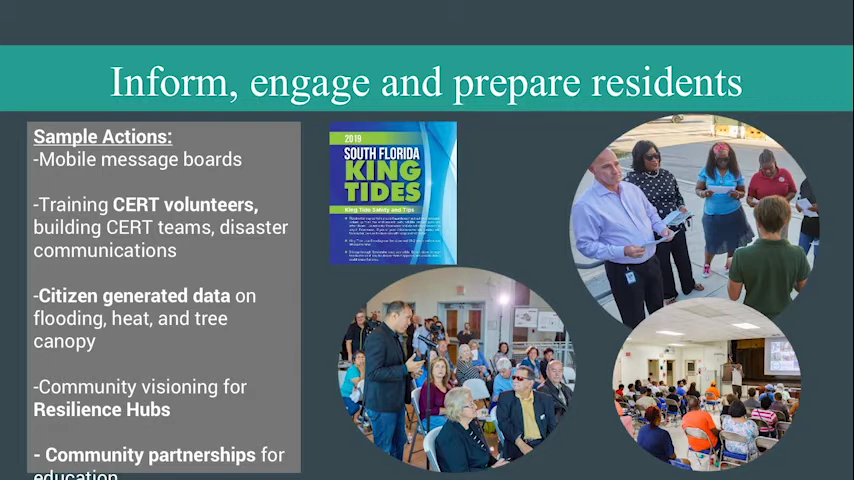 Inform, engage and prepare residents
Sample Actions:
-Mobile message boards
-Training CERT volunteers,
building CERT teams, disaster
communications
-Citizen generated data on
flooding, heat, and tree
canopy
-Community visioning for
Resilience Hubs
- Community partnerships for
education
2019
SOUTH FLORIDA
KING
TIDES
King Tide Safety and Tips